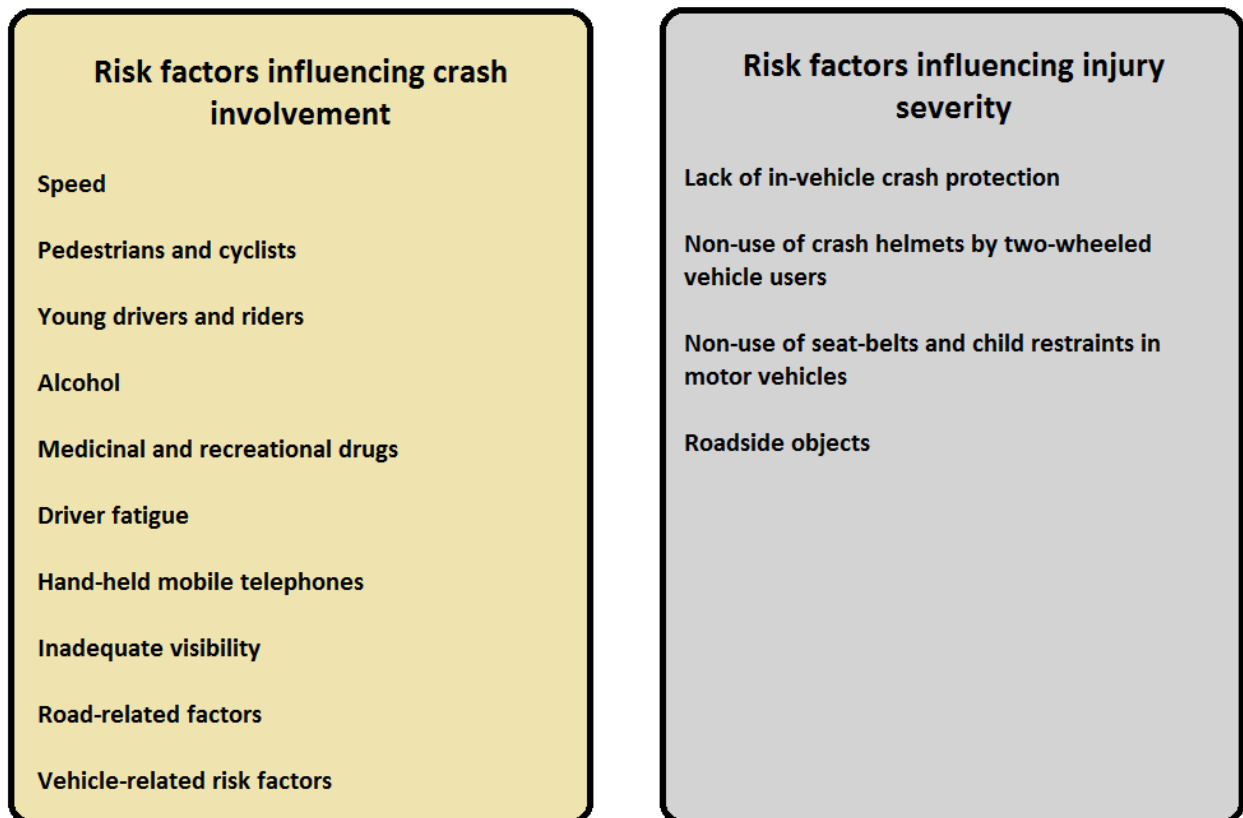 Risk factors influencing crash
involvement
Speed
Pedestrians and cyclists
Young drivers and riders
Alcohol
Medicinal and recreational drugs
Driver fatigue
Hand-held mobile telephones
Inadequate visibility
Road-related factors
Vehicle-related risk factors
Risk factors influencing injury
severity
Lack of in-vehicle crash protection
Non-use of crash helmets by two-wheeled
vehicle users
Non-use of seat-belts and child restraints in
motor vehicles
Roadside objects